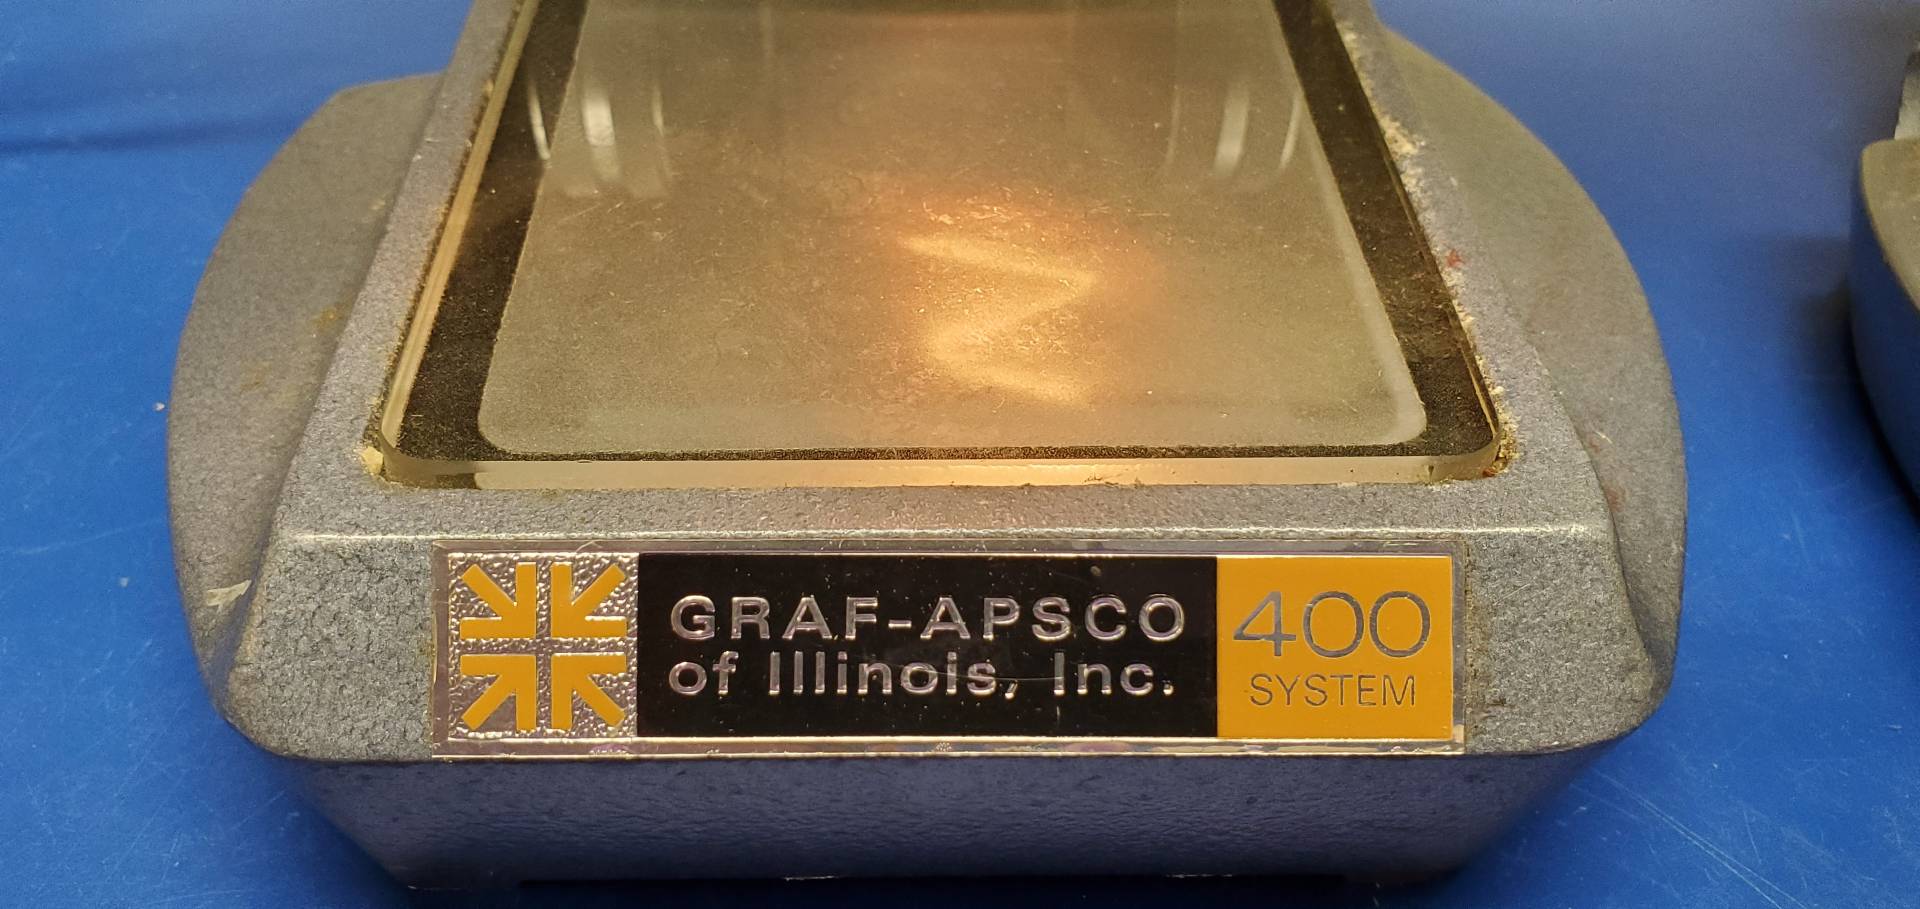 GRAF-APSCO
of Illinois, Inc.
400
SYSTEM